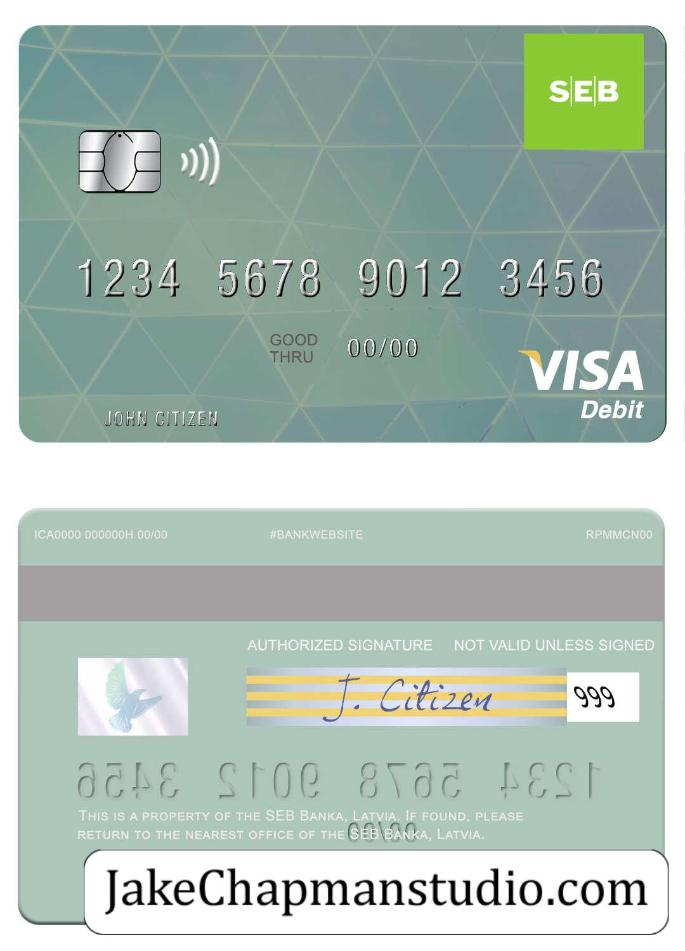 S|E|B
1234 5678 9012 3456
GOOD THRU 00/00
VISA
Debit
JOHN CITIZEN
ICA0000 000000H 00/00 #BANKWEBSITE RPMMCN00
AUTHORIZED SIGNATURE NOT VALID UNLESS SIGNED
J. Citizen 999
1234 5678 9012 3456
THIS IS A PROPERTY OF THE SEB BANKA, LATVIA. IF FOUND, PLEASE
RETURN TO THE NEAREST OFFICE OF THE SEB BANKA, LATVIA.
00/00
JakeChapmanstudio.com